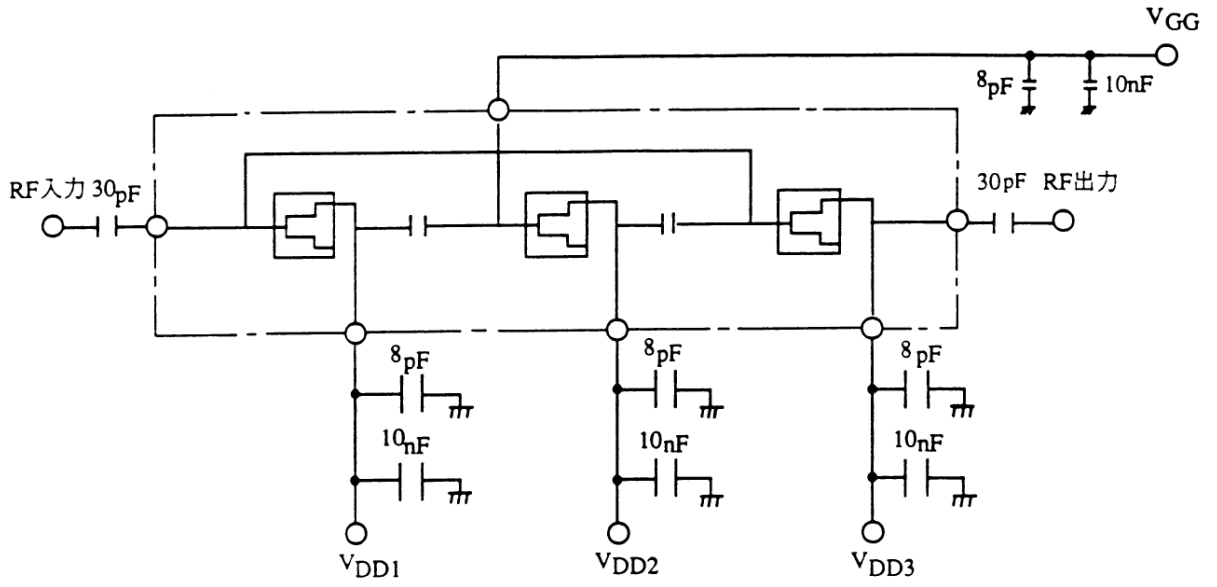 VGG
8pF
10nF
RF入力
30pF
30pF
RF出力
8pF
8pF
8pF
10nF
10nF
10nF
VDD1
VDD2
VDD3